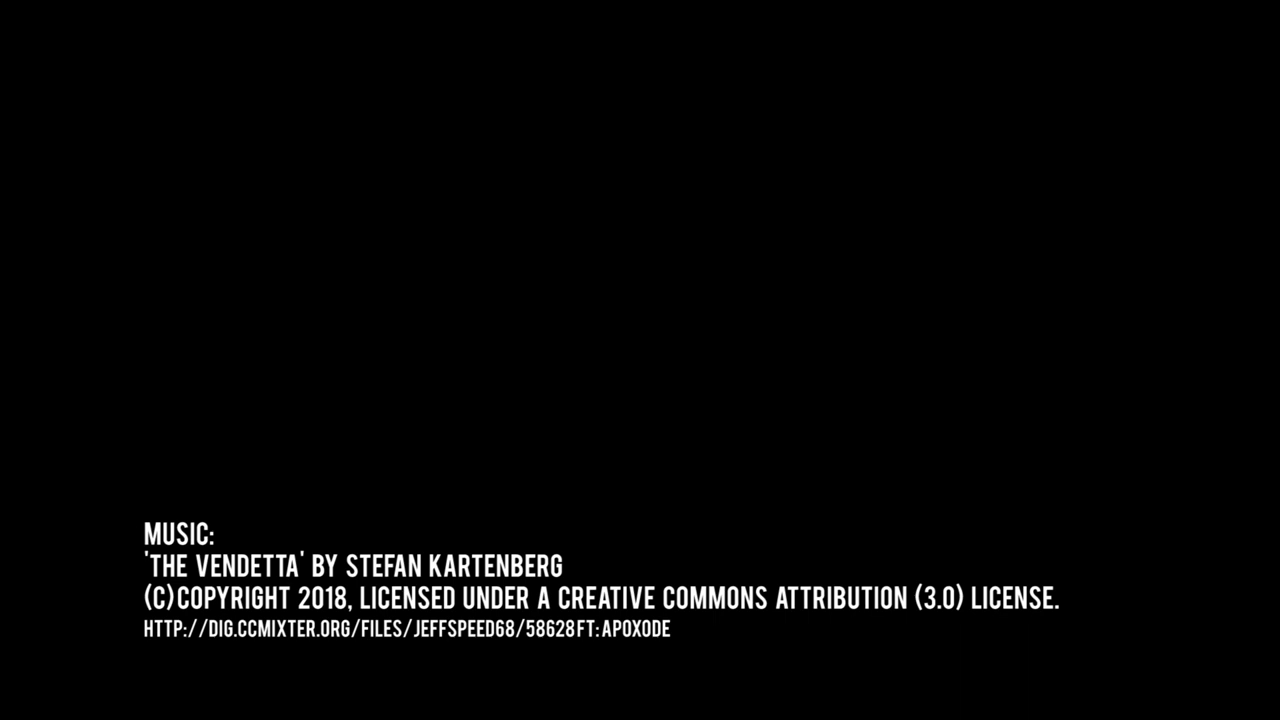 MUSIC:
'THE VENDETTA' BY STEFAN KARTENBERG
(C)COPYRIGHT 2018, LICENSED UNDER A CREATIVE COMMONS ATTRIBUTION (3.0) LICENSE.
HTTP://DIG.CCMIXTER.ORG/FILES/JEFFSPEED68/58628FT: APOXODE